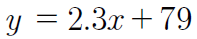 y = 2.3x + 79